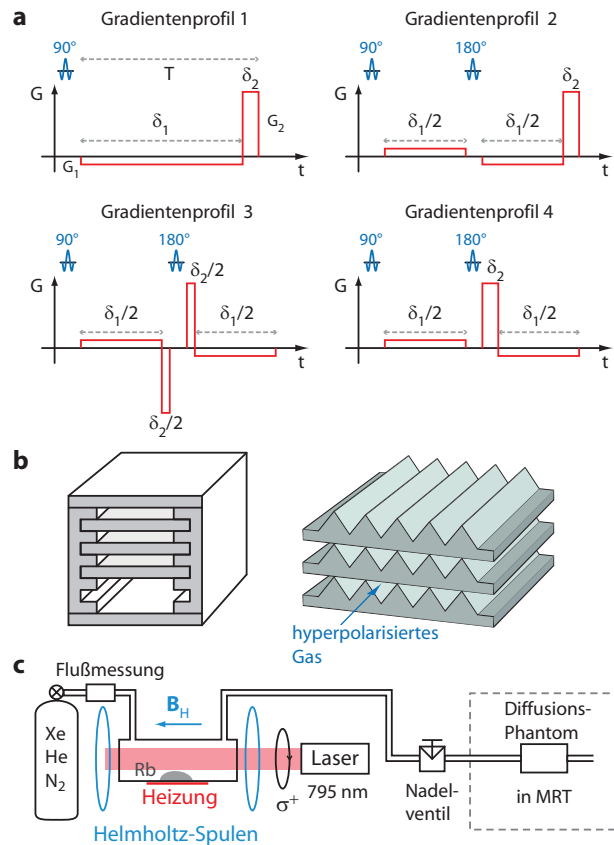 a
Gradientenprofil 1
90°
T
G
δ1
δ2
G2
G1
t
Gradientenprofil 2
90°
180°
G
δ1/2
δ1/2
δ2
t
Gradientenprofil 3
90°
180°
G
δ1/2
δ2/2
δ1/2
δ2/2
t
Gradientenprofil 4
90°
180°
G
δ1/2
δ2
δ1/2
t
b
hyperpolarisiertes
Gas
c
Flußmessung
Xe
He
N2
BH
Rb
Heizung
Helmholtz-Spulen
σ+
Laser
795 nm
Nadel-
ventil
Diffusions-
Phantom
in MRT